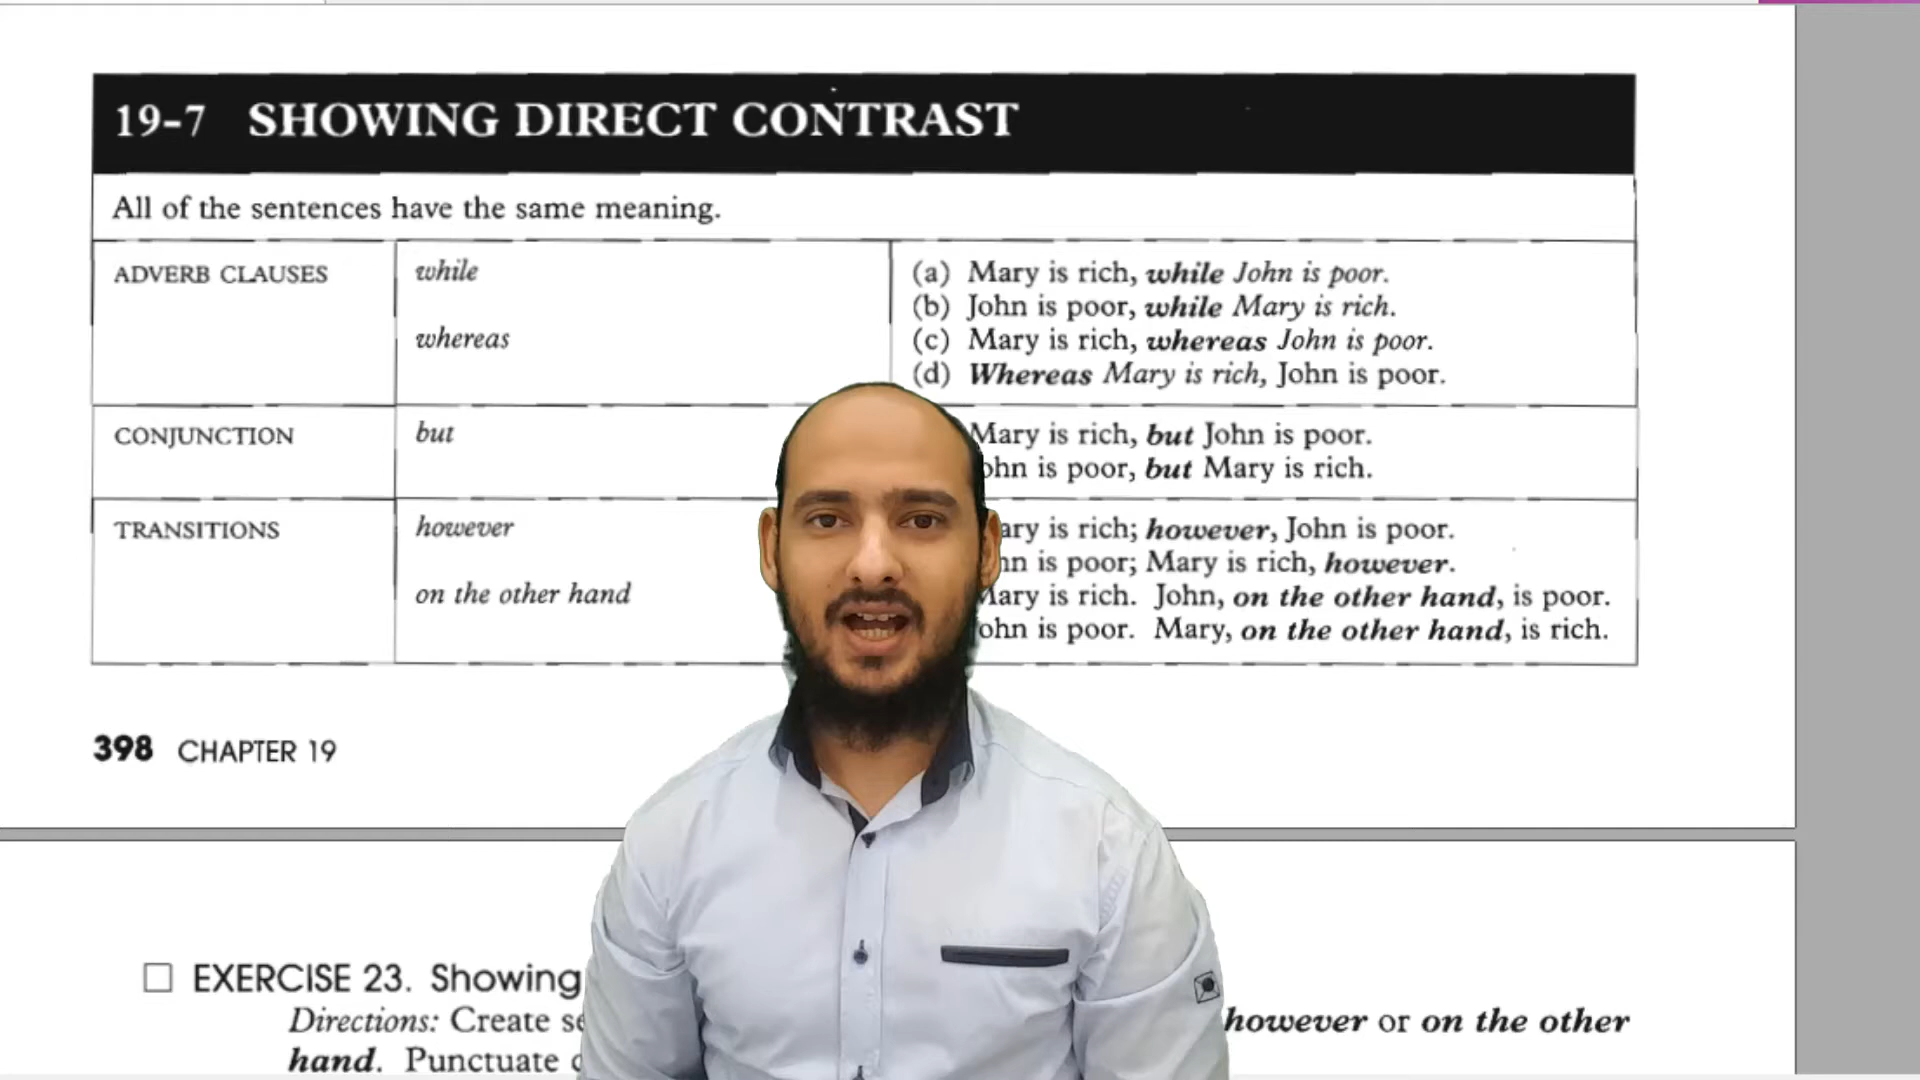 19-7 SHOWING DIRECT CONTRAST
All of the sentences have the same meaning.
ADVERB CLAUSES
while
(a) Mary is rich, while John is poor.
(b) John is poor, while Mary is rich.
whereas
(c) Mary is rich, whereas John is poor.
(d) Whereas Mary is rich, John is poor.
CONJUNCTION
but
Mary is rich, but John is poor.
is poor, but Mary is rich.
TRANSITIONS
however
is rich; however, John is poor.
is poor; Mary is rich, however.
on the other hand
is rich. John, on the other hand, is poor.
is poor. Mary, on the other hand, is rich.
398 CHAPTER 19
EXERCISE 23. Showing
Directions: Create
however or on the other
hand. Punctuate